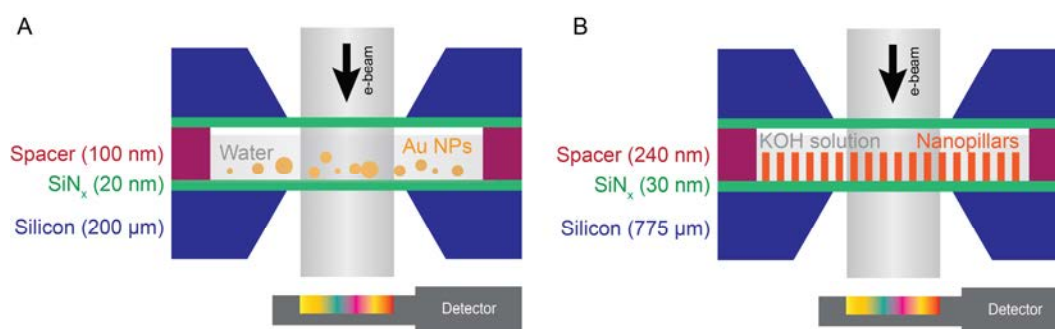 A
e-beam
Water
Au NPs
Spacer (100 nm)
SiNx (20 nm)
Silicon (200 µm)
Detector
B
e-beam
KOH solution
Nanopillars
Spacer (240 nm)
SiNx (30 nm)
Silicon (775 µm)
Detector